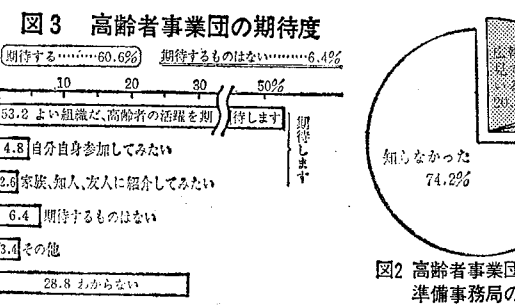 図3 高齢者事業団の期待度
期待する………60.6% 期待するものはない………6.4%
10 20 30 50%
53.2 よい組織だ、高齢者の活躍を期待します
4.8 自分自身参加してみたい
2.6 家族、知人、友人に紹介してみたい
期待します
6.4 期待するものはない
3.4 その他
28.8 わからない
20
知らなかった
74.2%
図2 高齢者事業団
準備事務局の